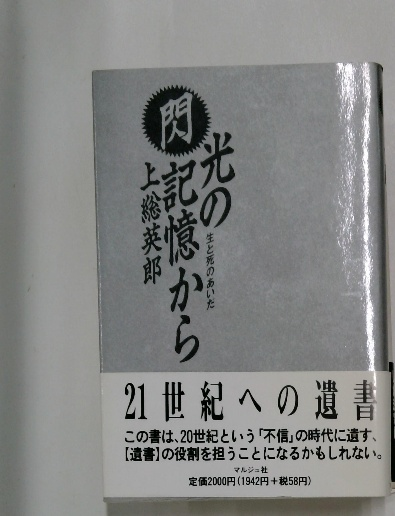 閃光の
記憶から
生と死のあいだ
上総英郎
21世紀への遺書
この書は、20世紀という「不信」の時代に遺す、
【遺書】の役割を担うことになるかもしれない。
マルジュ社
定価2000円(1942円+税58円)